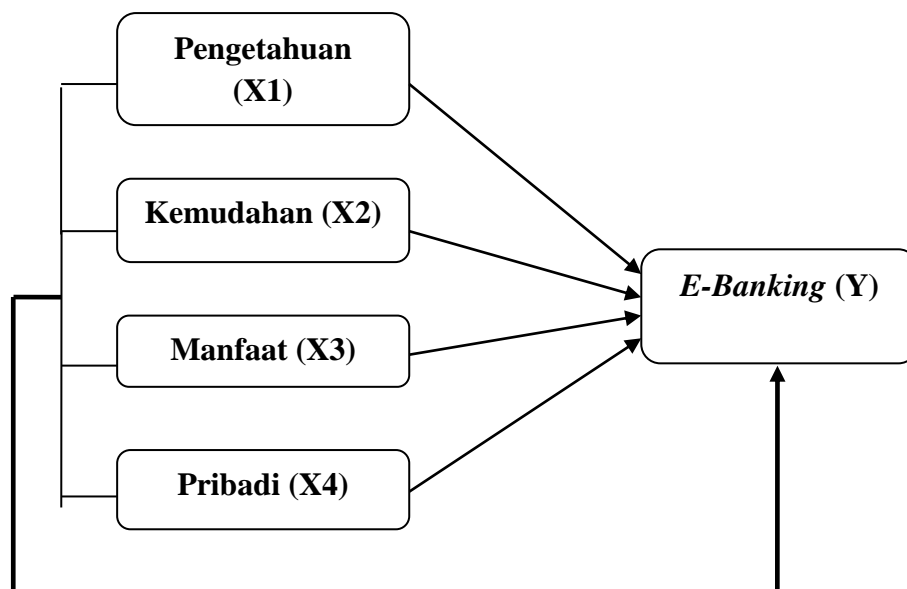 Pengetahuan
(X1)
Kemudahan (X2)
E-Banking (Y)
Manfaat (X3)
Pribadi (X4)